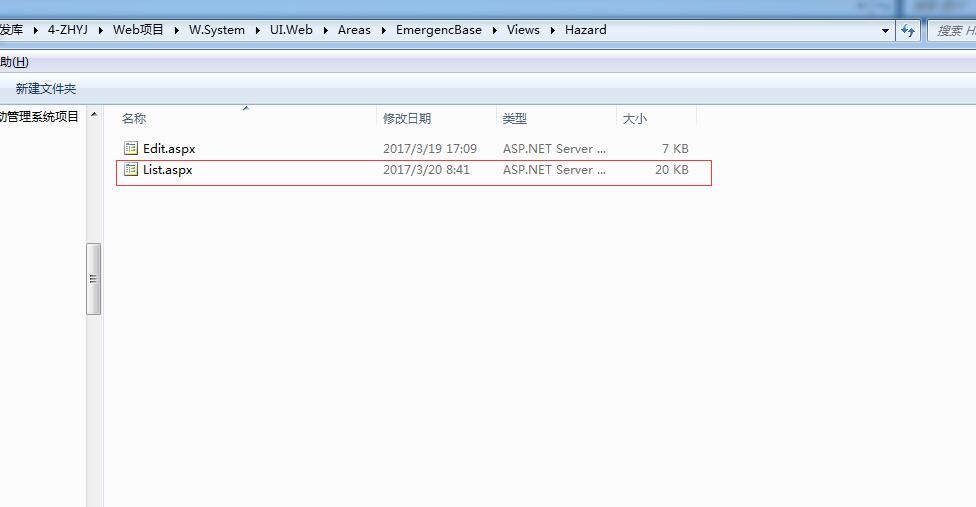 发库 4-ZHYJ Web项目 W.System UI.Web Areas EmergencBase Views Hazard 搜索
助(H)
新建文件夹
动管理系统项目
名称 修改日期 类型 大小
Edit.aspx 2017/3/19 17:09 ASP.NET Server ... 7 KB
List.aspx 2017/3/20 8:41 ASP.NET Server ... 20 KB